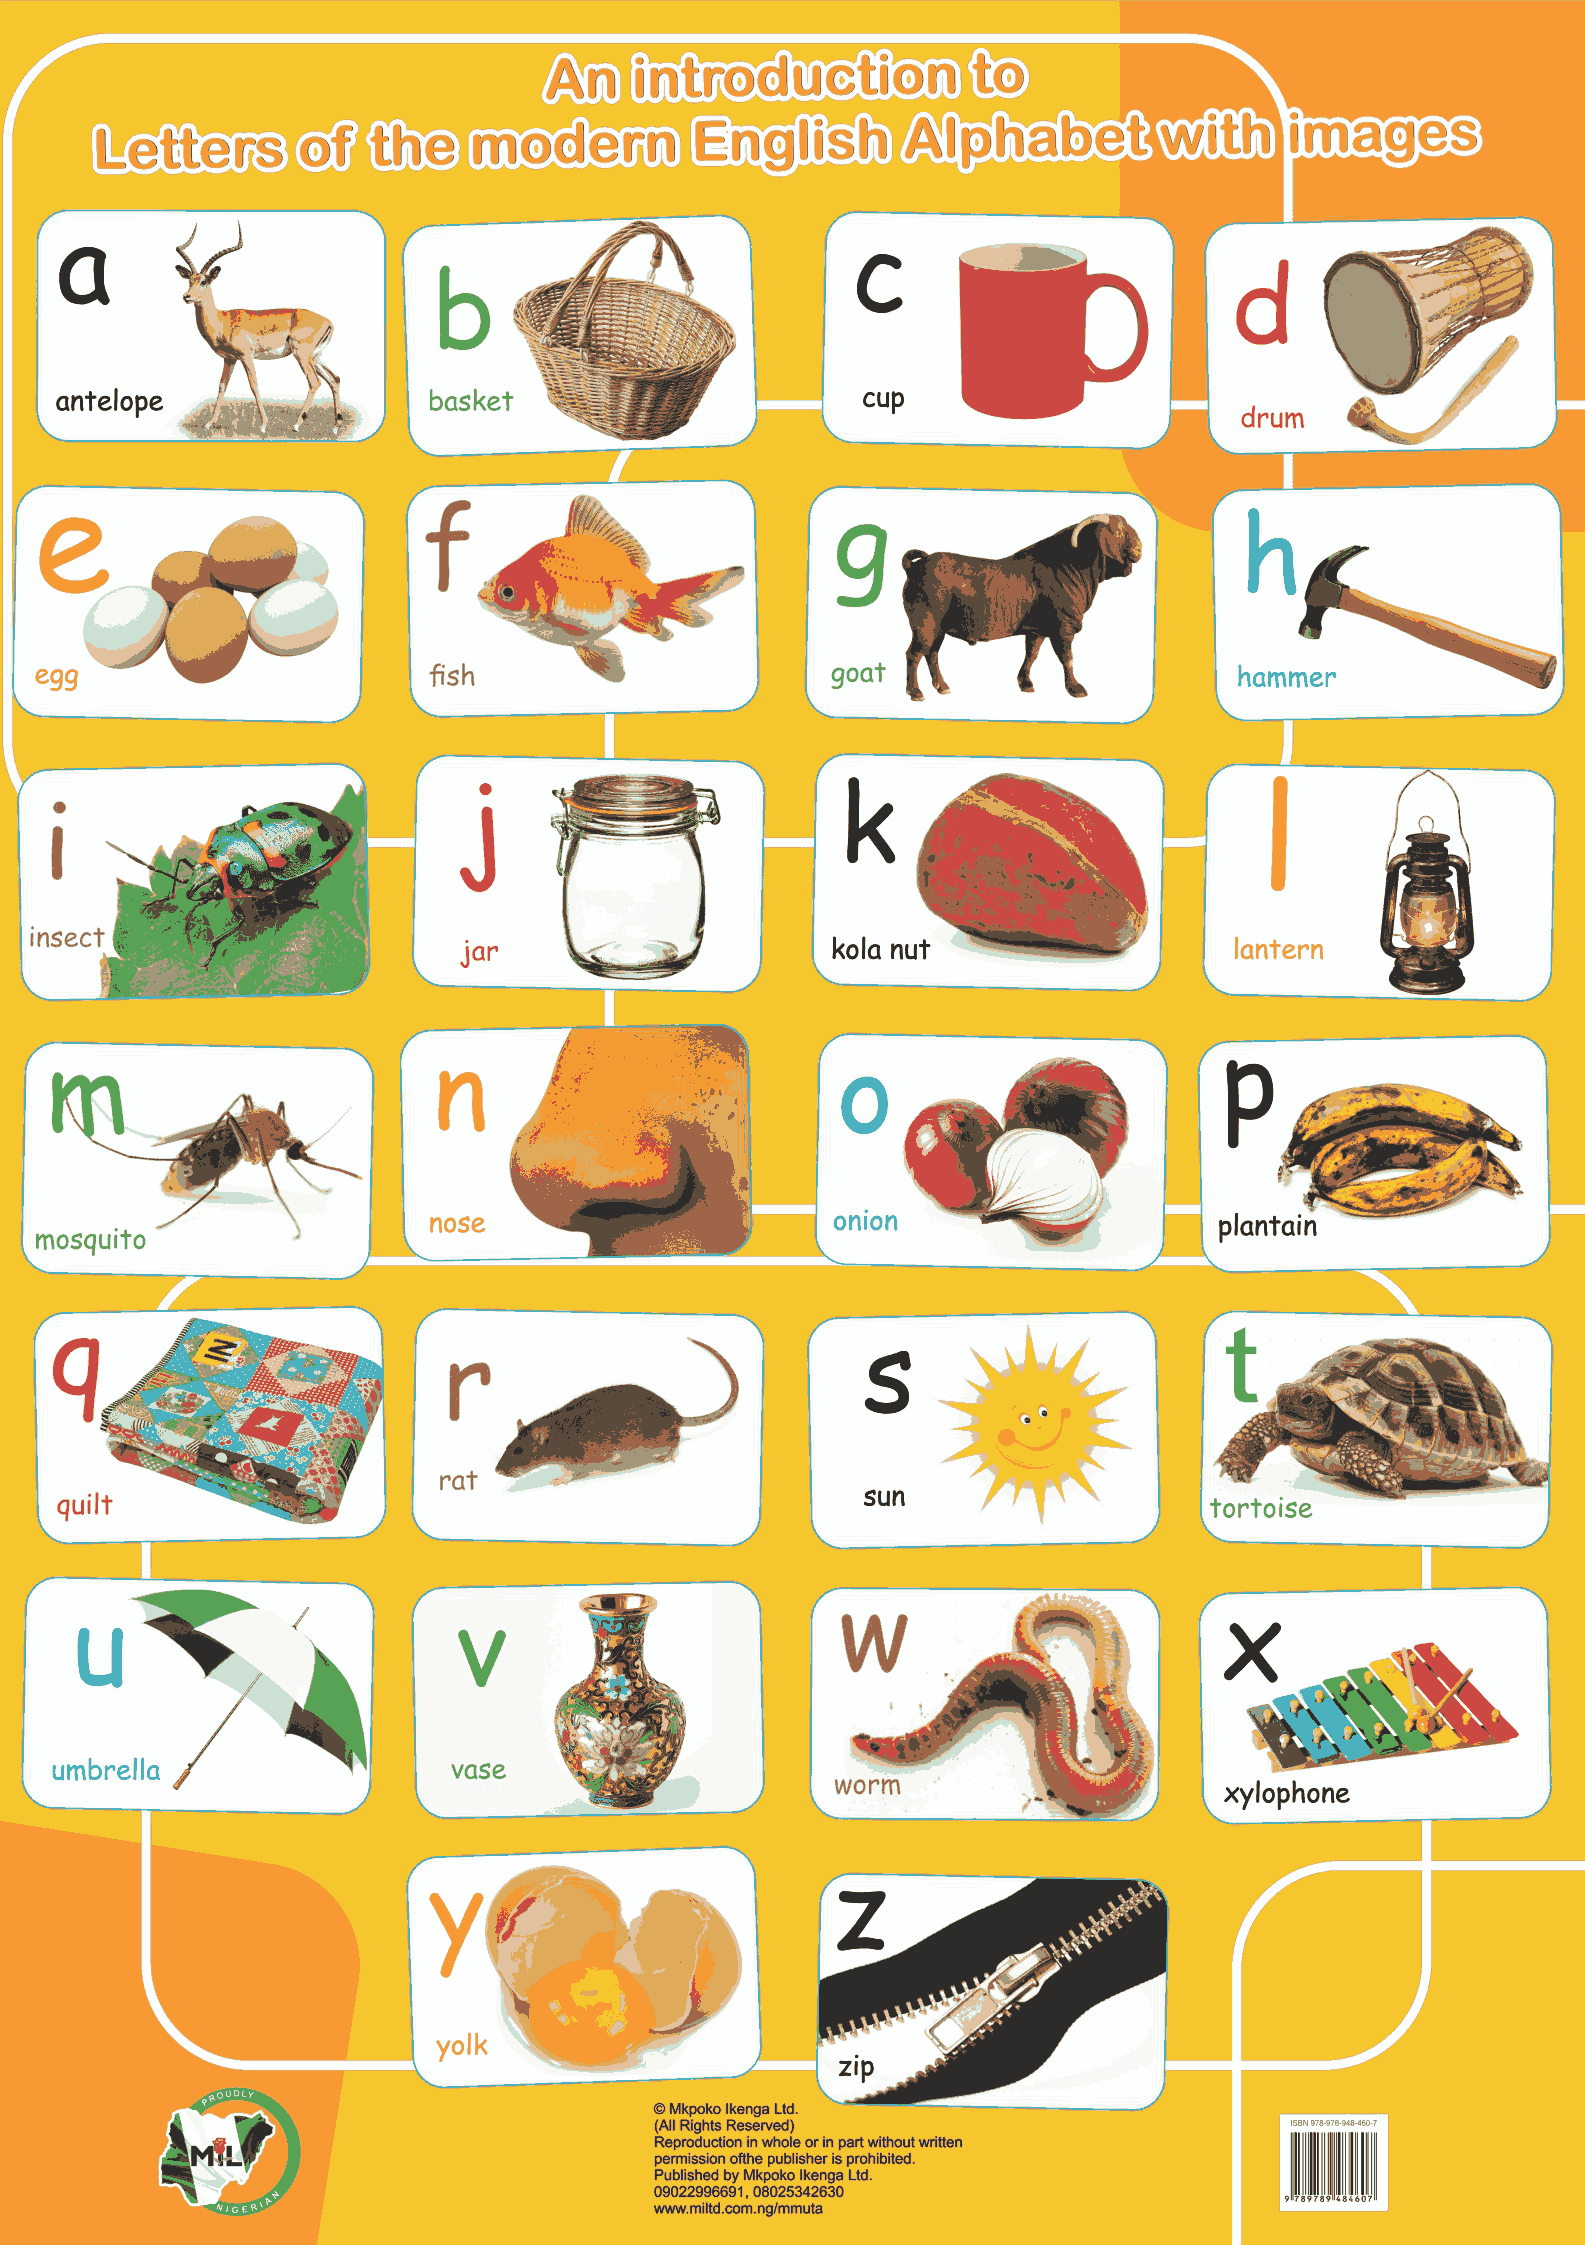 An introduction to
Letters of the modern English Alphabet with images
a
antelope
b
basket
c
cup
d
drum
e
egg
f
fish
g
goat
h
hammer
i
insect
j
jar
k
kola nut
l
lantern
m
mosquito
n
nose
o
onion
p
plantain
q
quilt
r
rat
s
sun
t
tortoise
u
umbrella
v
vase
w
worm
x
xylophone
y
yolk
z
zip
PROUDLY
MIL
NIGERIAN
© Mkpoko Ikenga Ltd.
(All Rights Reserved)
Reproduction in whole or in part without written
permission ofthe publisher is prohibited.
Published by Mkpoko Ikenga Ltd.
09022996691, 08025342630
www.miltd.com.ng/mmuta
ISBN 978-978-948-460-7
9 789789 484607